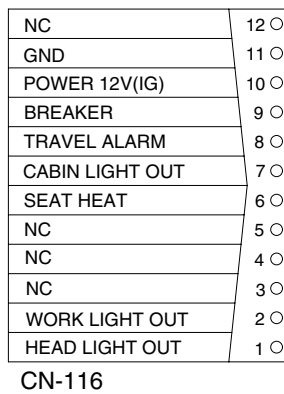 NC 12
GND 11
POWER 12V(IG) 10
BREAKER 9
TRAVEL ALARM 8
CABIN LIGHT OUT 7
SEAT HEAT 6
NC 5
NC 4
NC 3
WORK LIGHT OUT 2
HEAD LIGHT OUT 1
CN-116